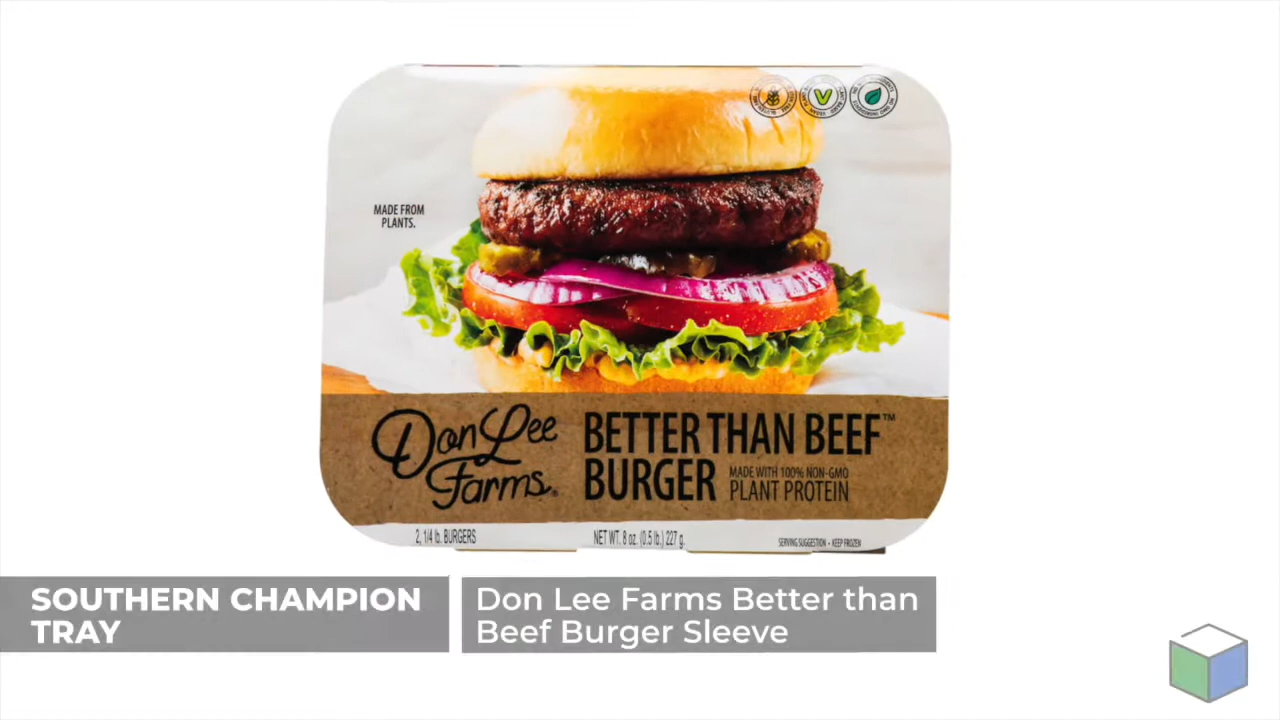 MADE FROM
PLANTS.
Don Lee
Farms®
BETTER THAN BEEF™
BURGER
MADE WITH 100% NON-GMO
PLANT PROTEIN
2, 1/4 lb. BURGERS
NET WT. 8 oz. (0.5 lb.) 227 g.
SERVING SUGGESTION • KEEP FROZEN
SOUTHERN CHAMPION
TRAY
Don Lee Farms Better than
Beef Burger Sleeve